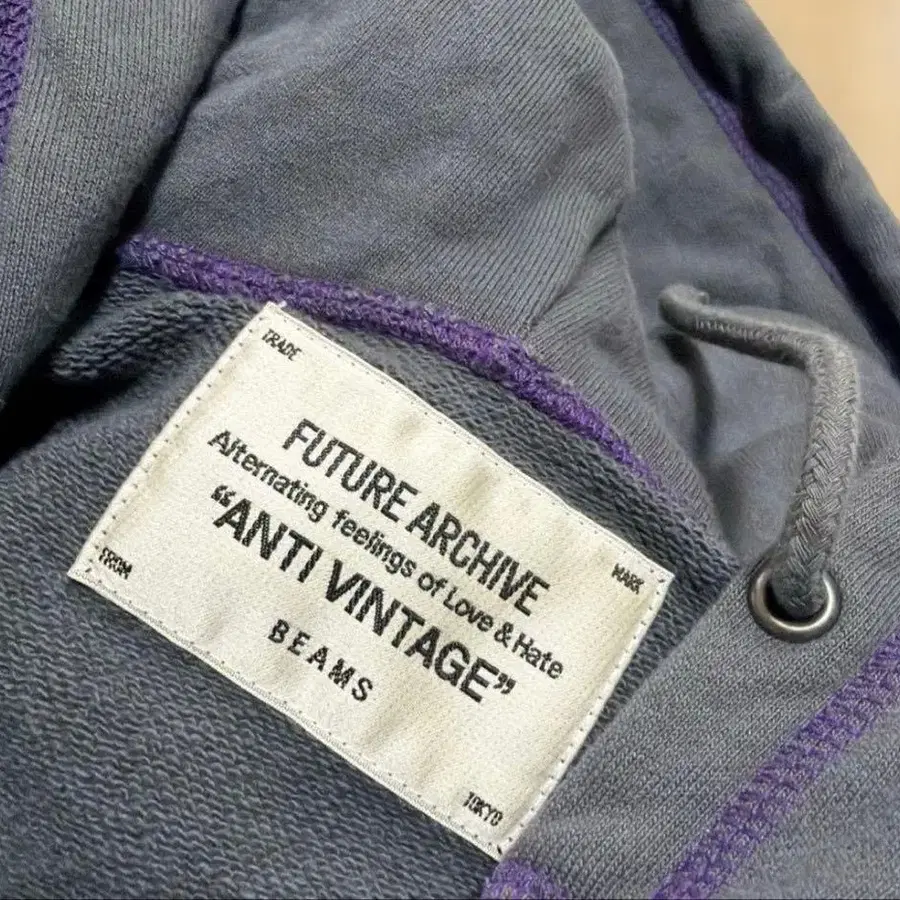 TRADE
MARK
FUTURE ARCHIVE
Alternating feelings of Love & Hate
“ANTI VINTAGE”
BEAMS
FROM
TOKYO